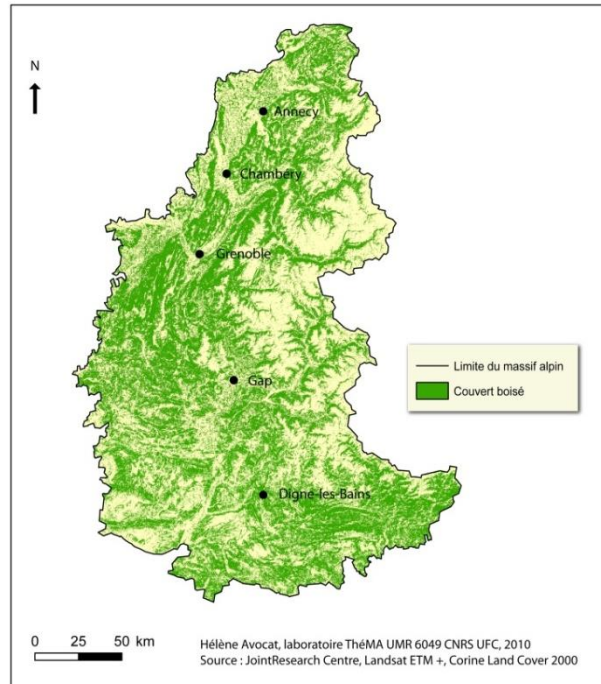 N
Annecy
Chambéry
Grenoble
Gap
Digne-les-Bains
Limite du massif alpin
Couvert boisé
0 25 50 km
Hélène Avocat, laboratoire ThéMA UMR 6049 CNRS UFC, 2010
Source : JointResearch Centre, Landsat ETM +, Corine Land Cover 2000